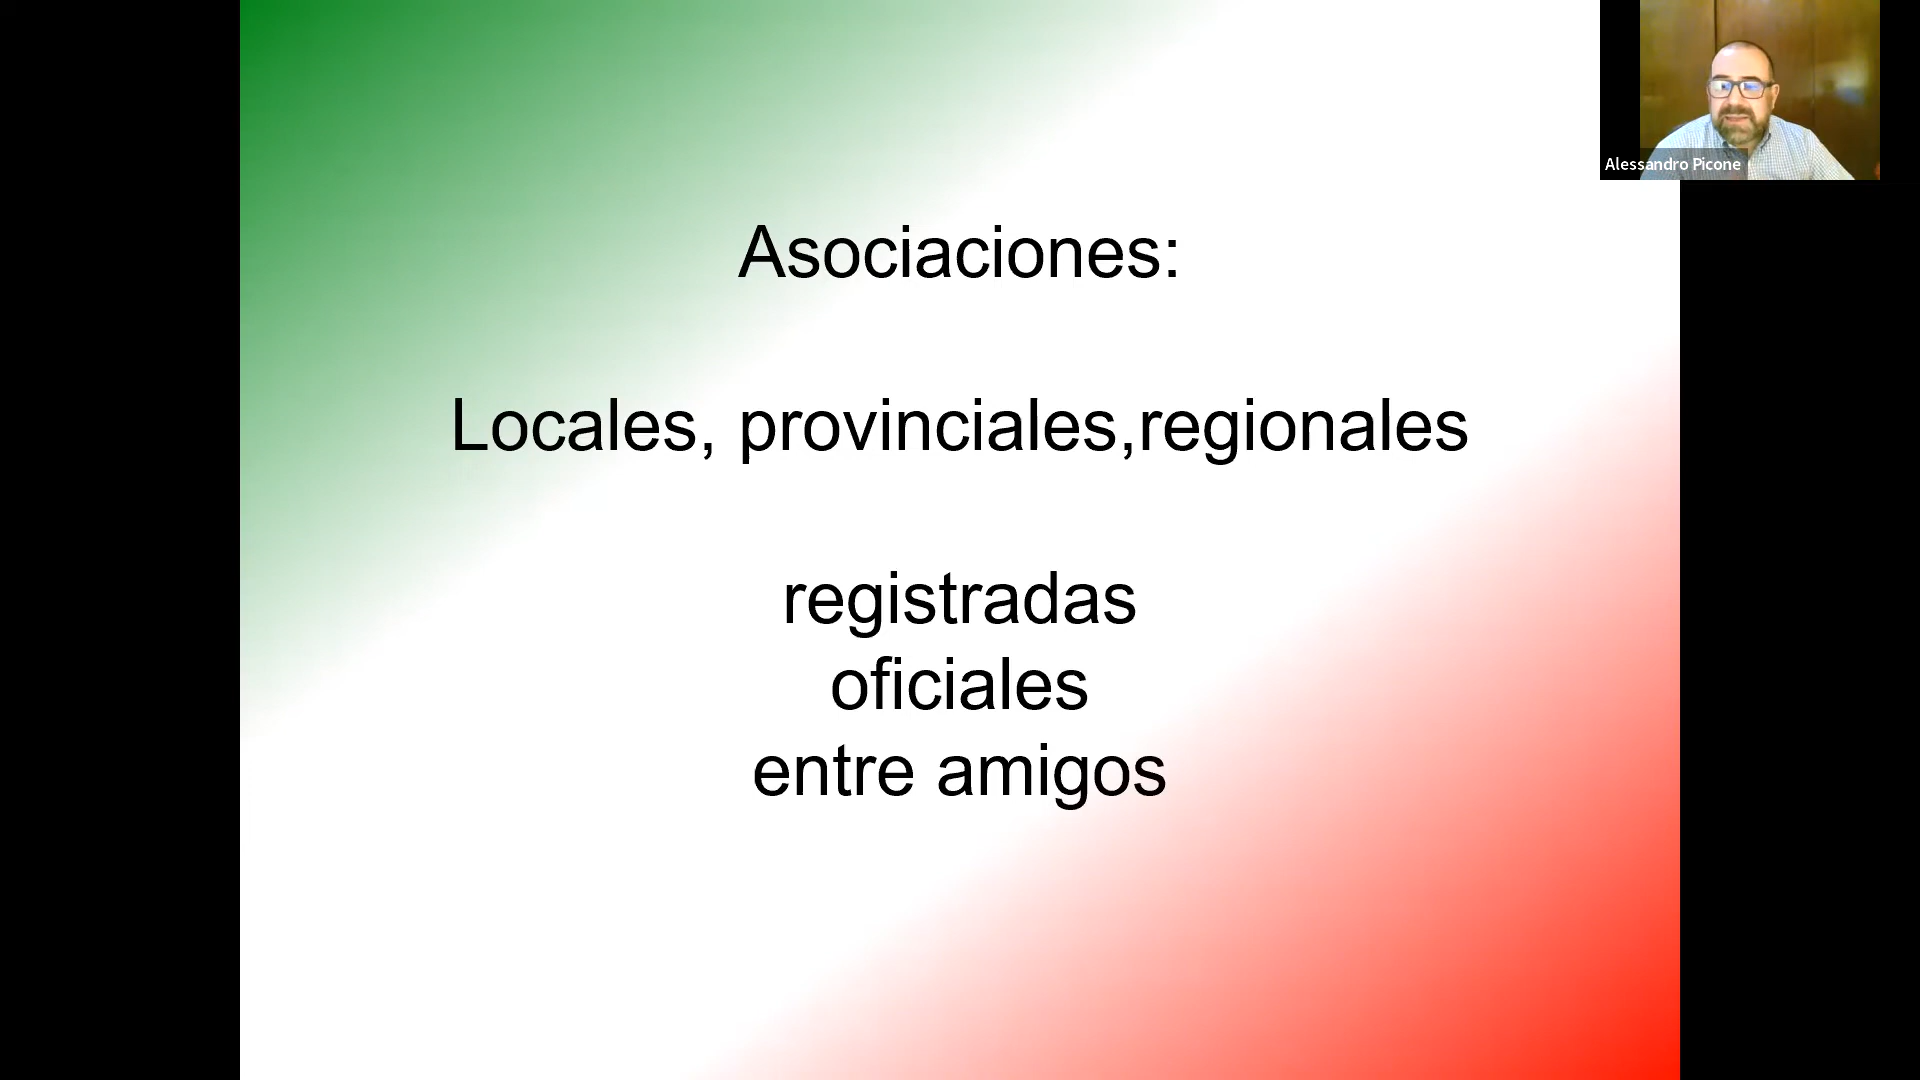 Alessandro Picone
Asociaciones:
Locales, provinciales,regionales
registradas
oficiales
entre amigos